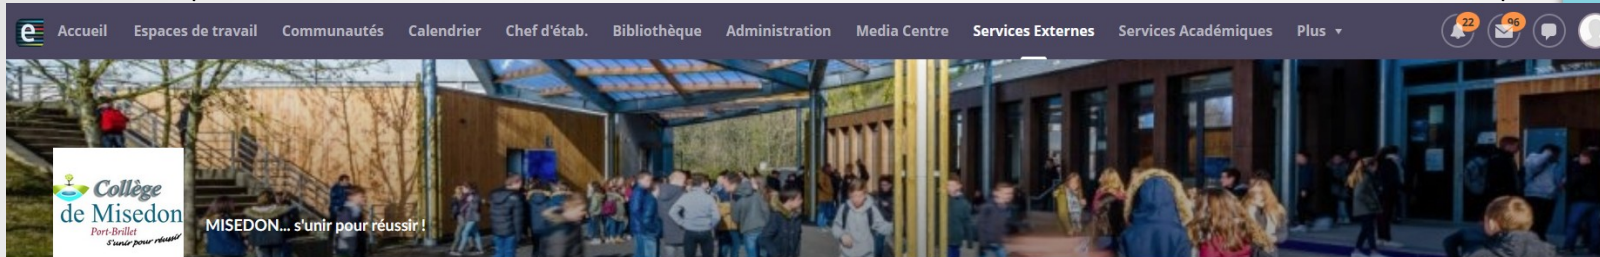 e Accueil Espaces de travail Communautés Calendrier Chef d'étab. Bibliothèque Administration Media Centre Services Externes Services Académiques Plus 22 96
Collège
de Misedon
Port-Brillet
S'unir pour réussir
MISEDON... s'unir pour réussir !